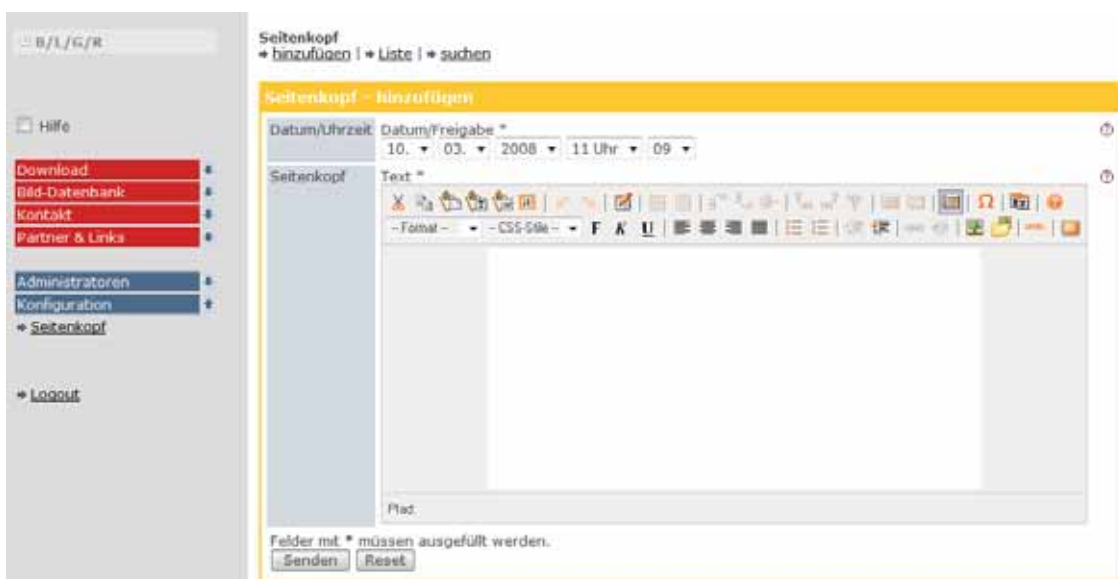 B/L/G/R
Hilfe
Download
Bild-Datenbank
Kontakt
Partner & Links
Administratoren
Konfiguration
Seitenkopf
Logout
Seitenkopf
hinzufügen | Liste | suchen
Seitenkopf - hinzufügen
Datum/Uhrzeit
Datum/Freigabe *
10. 03. 2008 11 Uhr 09
Seitenkopf
Text *
-- Format -- -- CSS-Stile -- F K U
Pfad:
Felder mit * müssen ausgefüllt werden.
Senden Reset